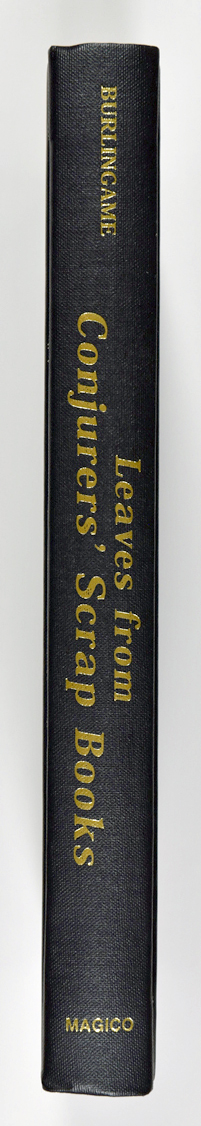 BURLINGAME
Leaves from
Conjurers' Scrap Books
MAGICO